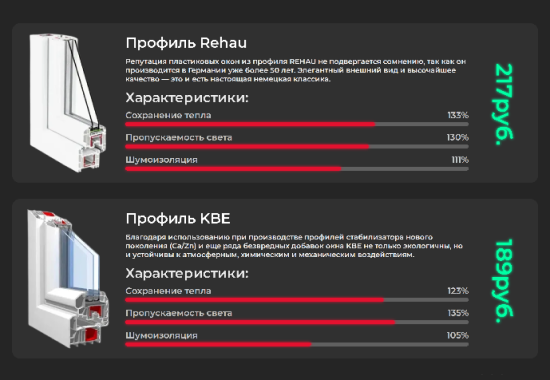 Профиль Rehau
Репутация пластиковых окон из профиля REHAU не подвергается сомнению, так как он
производится в Германии уже более 50 лет. Элегантный внешний вид и высочайшее
качество — это и есть настоящая немецкая классика.
Характеристики:
Сохранение тепла 133%
Пропускаемость света 130%
Шумоизоляция 111%
217руб.
Профиль KBE
Благодаря использованию при производстве профилей стабилизатора нового
поколения (Ca/Zn) и еще ряда безвредных добавок окна KBE не только экологичны, но
и устойчивы к атмосферным, химическим и механическим воздействиям.
Характеристики:
Сохранение тепла 123%
Пропускаемость света 135%
Шумоизоляция 105%
189руб.